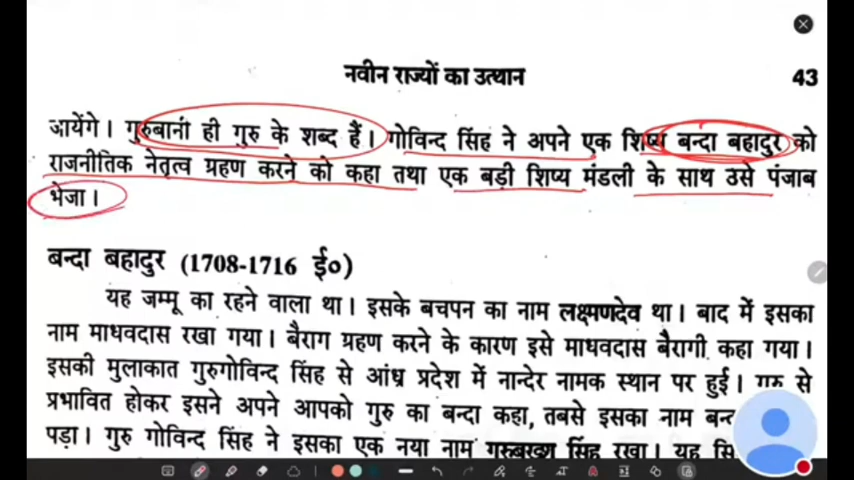 नवीन राज्यों का उत्थान 43
जायेंगे। गुरुबानी ही गुरु के शब्द हैं। गोविन्द सिंह ने अपने एक शिष्य बन्दा बहादुर को
राजनीतिक नेतृत्व ग्रहण करने को कहा तथा एक बड़ी शिष्य मंडली के साथ उसे पंजाब
भेजा।
बन्दा बहादुर (1708-1716 ई०)
यह जम्मू का रहने वाला था। इसके बचपन का नाम लक्ष्मणदेव था। बाद में इसका
नाम माधवदास रखा गया। बैराग ग्रहण करने के कारण इसे माधवदास बैरागी कहा गया।
इसकी मुलाकात गुरुगोविन्द सिंह से आंध्र प्रदेश में नान्देर नामक स्थान पर हुई। गुरु से
प्रभावित होकर इसने अपने आपको गुरु का बन्दा कहा, तबसे इसका नाम
पड़ा। गुरु गोविन्द सिंह ने इसका एक नया नाम गुरुबख्श सिंह रखा। यह